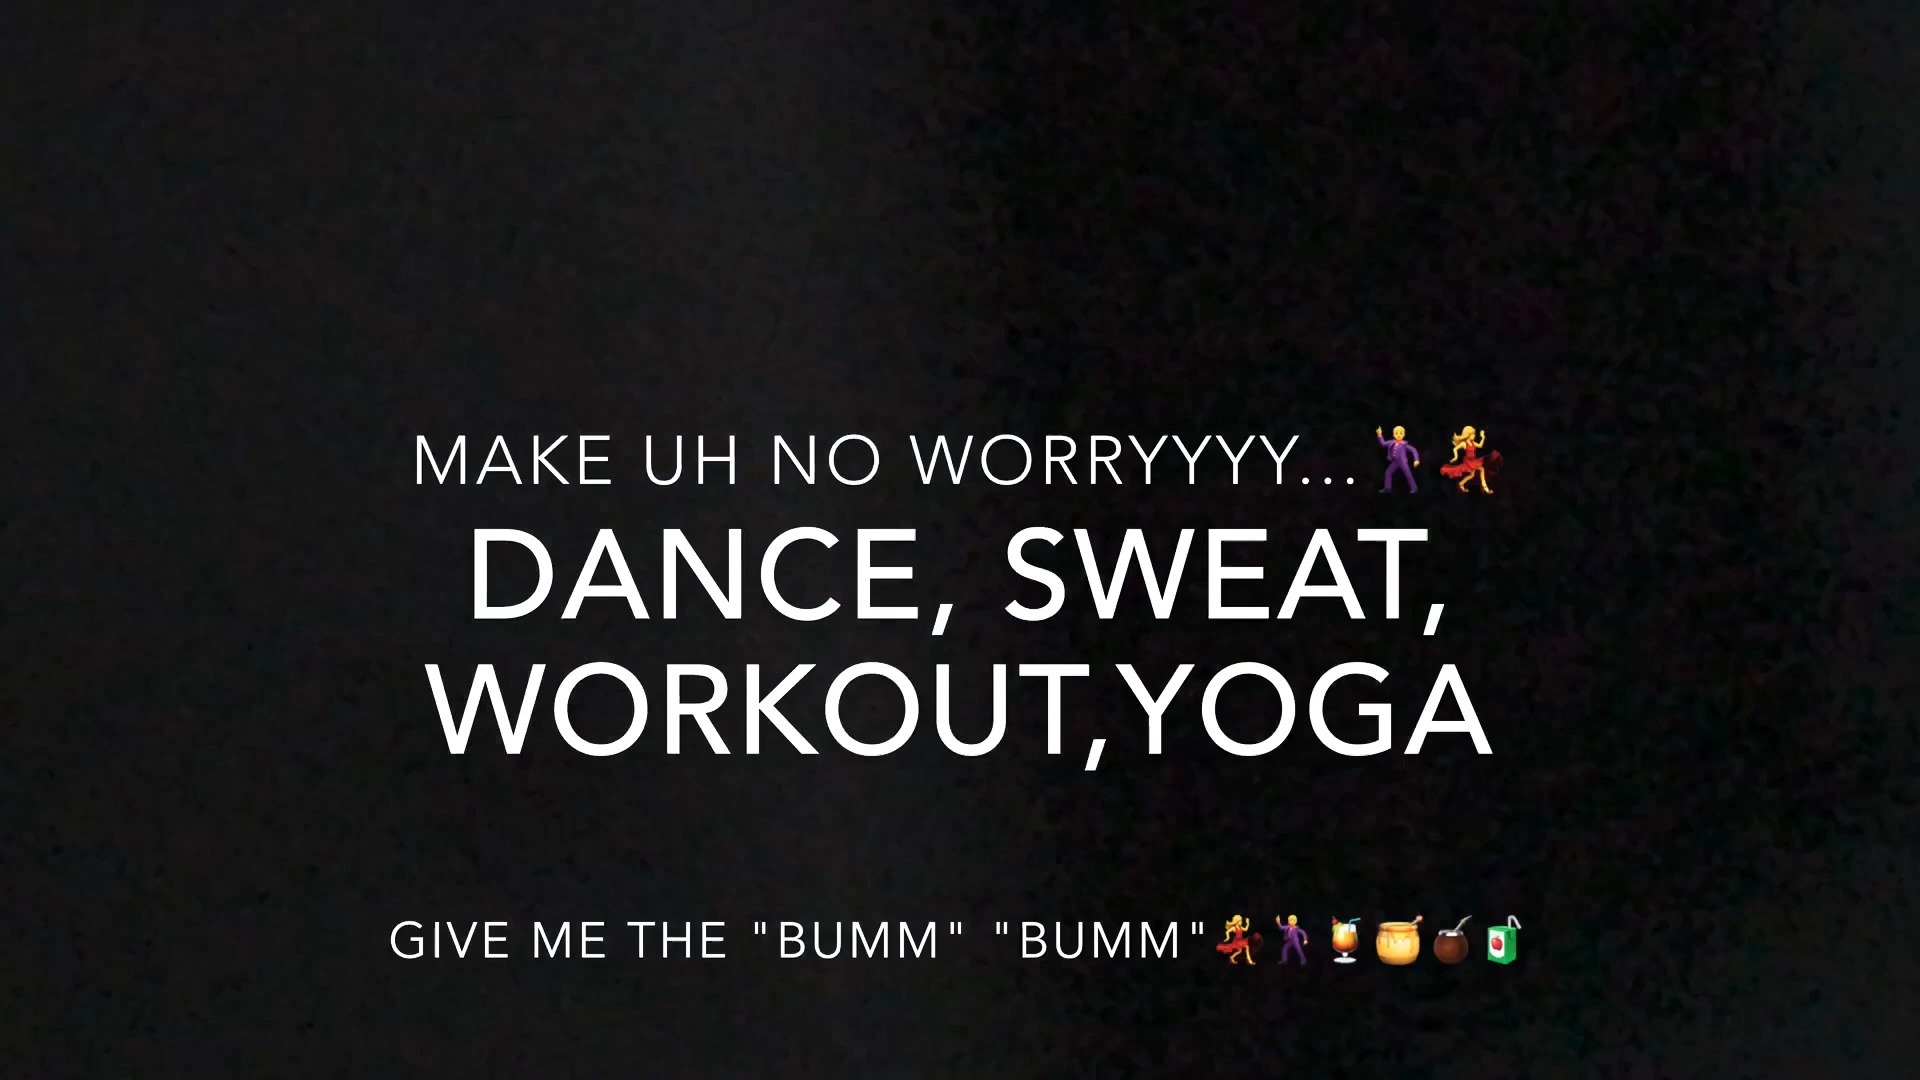 MAKE UH NO WORRYYYY...🕺💃
DANCE, SWEAT,
WORKOUT,YOGA
GIVE ME THE "BUMM" "BUMM"💃🕺🍹🍯🧉🧃